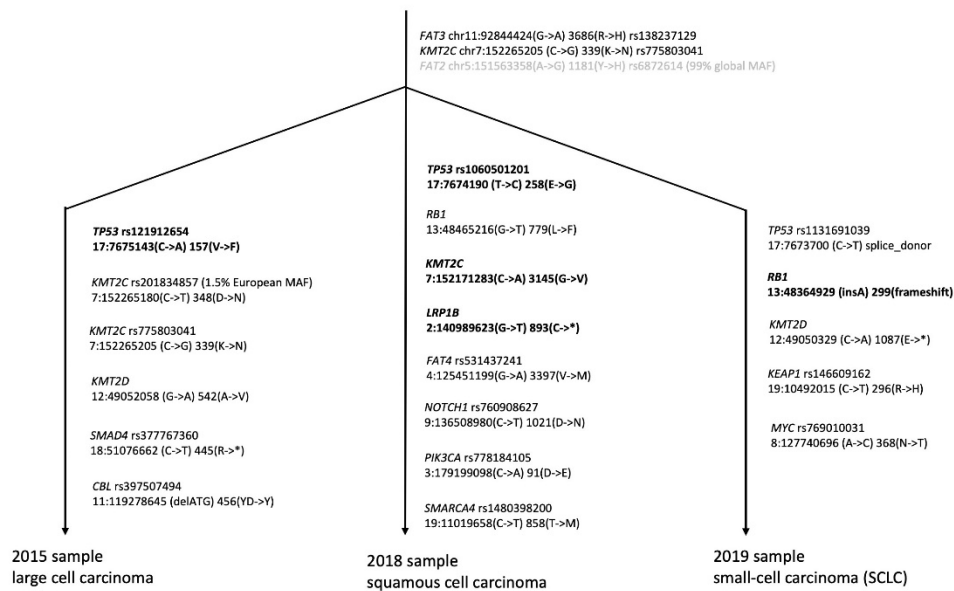 FAT3 chr11:92844424(G->A) 3686(R->H) rs138237129
KMT2C chr7:152265205 (C->G) 339(K->N) rs775803041
FAT2 chr5:151563358(A->G) 1181(Y->H) rs6872614 (99% global MAF)
TP53 rs121912654
17:7675143(C->A) 157(V->F)
KMT2C rs201834857 (1.5% European MAF)
7:152265180(C->T) 348(D->N)
KMT2C rs775803041
7:152265205 (C->G) 339(K->N)
KMT2D
12:49052058 (G->A) 542(A->V)
SMAD4 rs377767360
18:51076662 (C->T) 445(R->*)
CBL rs397507494
11:119278645 (delATG) 456(YD->Y)
2015 sample
large cell carcinoma
TP53 rs1060501201
17:7674190 (T->C) 258(E->G)
RB1
13:48465216(G->T) 779(L->F)
KMT2C
7:152171283(C->A) 3145(G->V)
LRP1B
2:140989623(G->T) 893(C->*)
FAT4 rs531437241
4:125451199(G->A) 3397(V->M)
NOTCH1 rs760908627
9:136508980(C->T) 1021(D->N)
PIK3CA rs778184105
3:179199098(C->A) 91(D->E)
SMARCA4 rs1480398200
19:11019658(C->T) 858(T->M)
2018 sample
squamous cell carcinoma
TP53 rs1131691039
17:7673700 (C->T) splice_donor
RB1
13:48364929 (insA) 299(frameshift)
KMT2D
12:49050329 (C->A) 1087(E->*)
KEAP1 rs146609162
19:10492015 (C->T) 296(R->H)
MYC rs769010031
8:127740696 (A->C) 368(N->T)
2019 sample
small-cell carcinoma (SCLC)